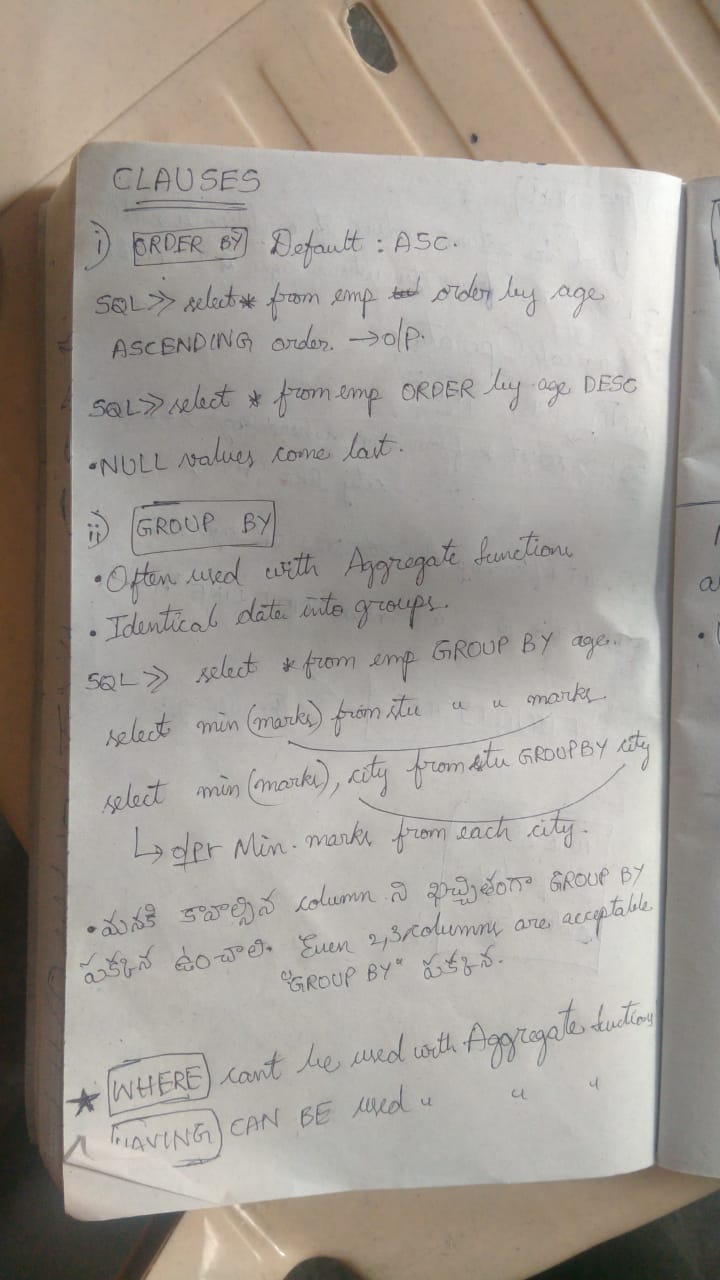 CLAUSES
i) ORDER BY Default : ASC.
SQL>> select * from emp order by age
ASCENDING order. → o/p.
SQL>> select * from emp ORDER by age DESC
• NULL values come last.
ii) GROUP BY
• Often used with Aggregate functions
• Identical data into groups.
SQL >> select * from emp GROUP BY age.
select min (marks) from stu " " marks
select min (marks), city from stu GROUP BY city
↳ o/p: Min. marks from each city.
• మనకి కావాల్సిన column ని ఖచ్చితంగా GROUP BY
పక్కన ఉంచాలి. Even 2,3 columns are acceptable
"GROUP BY" పక్కన.
★ WHERE cant be used with Aggregate fuctions
HAVING CAN BE used " " "